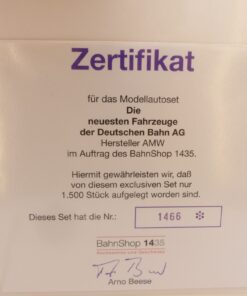 Zertifikat
für das Modellautoset
Die
neuesten Fahrzeuge
der Deutschen Bahn AG
Hersteller AMW
im Auftrag des BahnShop 1435.
Hiermit gewährleisten wir, daß
von diesem exclusiven Set nur
1.500 Stück aufgelegt worden sind.
Dieses Set hat die Nr.:
1466 ❊
BahnShop 1435
Arno Beese